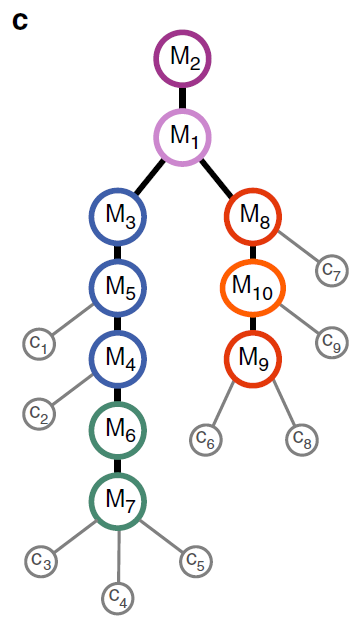 c
M₂
M₁
M₃ M₈
C₇
M₅ M₁₀
C₁ C₉
M₄ M₉
C₂
M₆ C₆ C₈
M₇
C₃ C₅
C₄